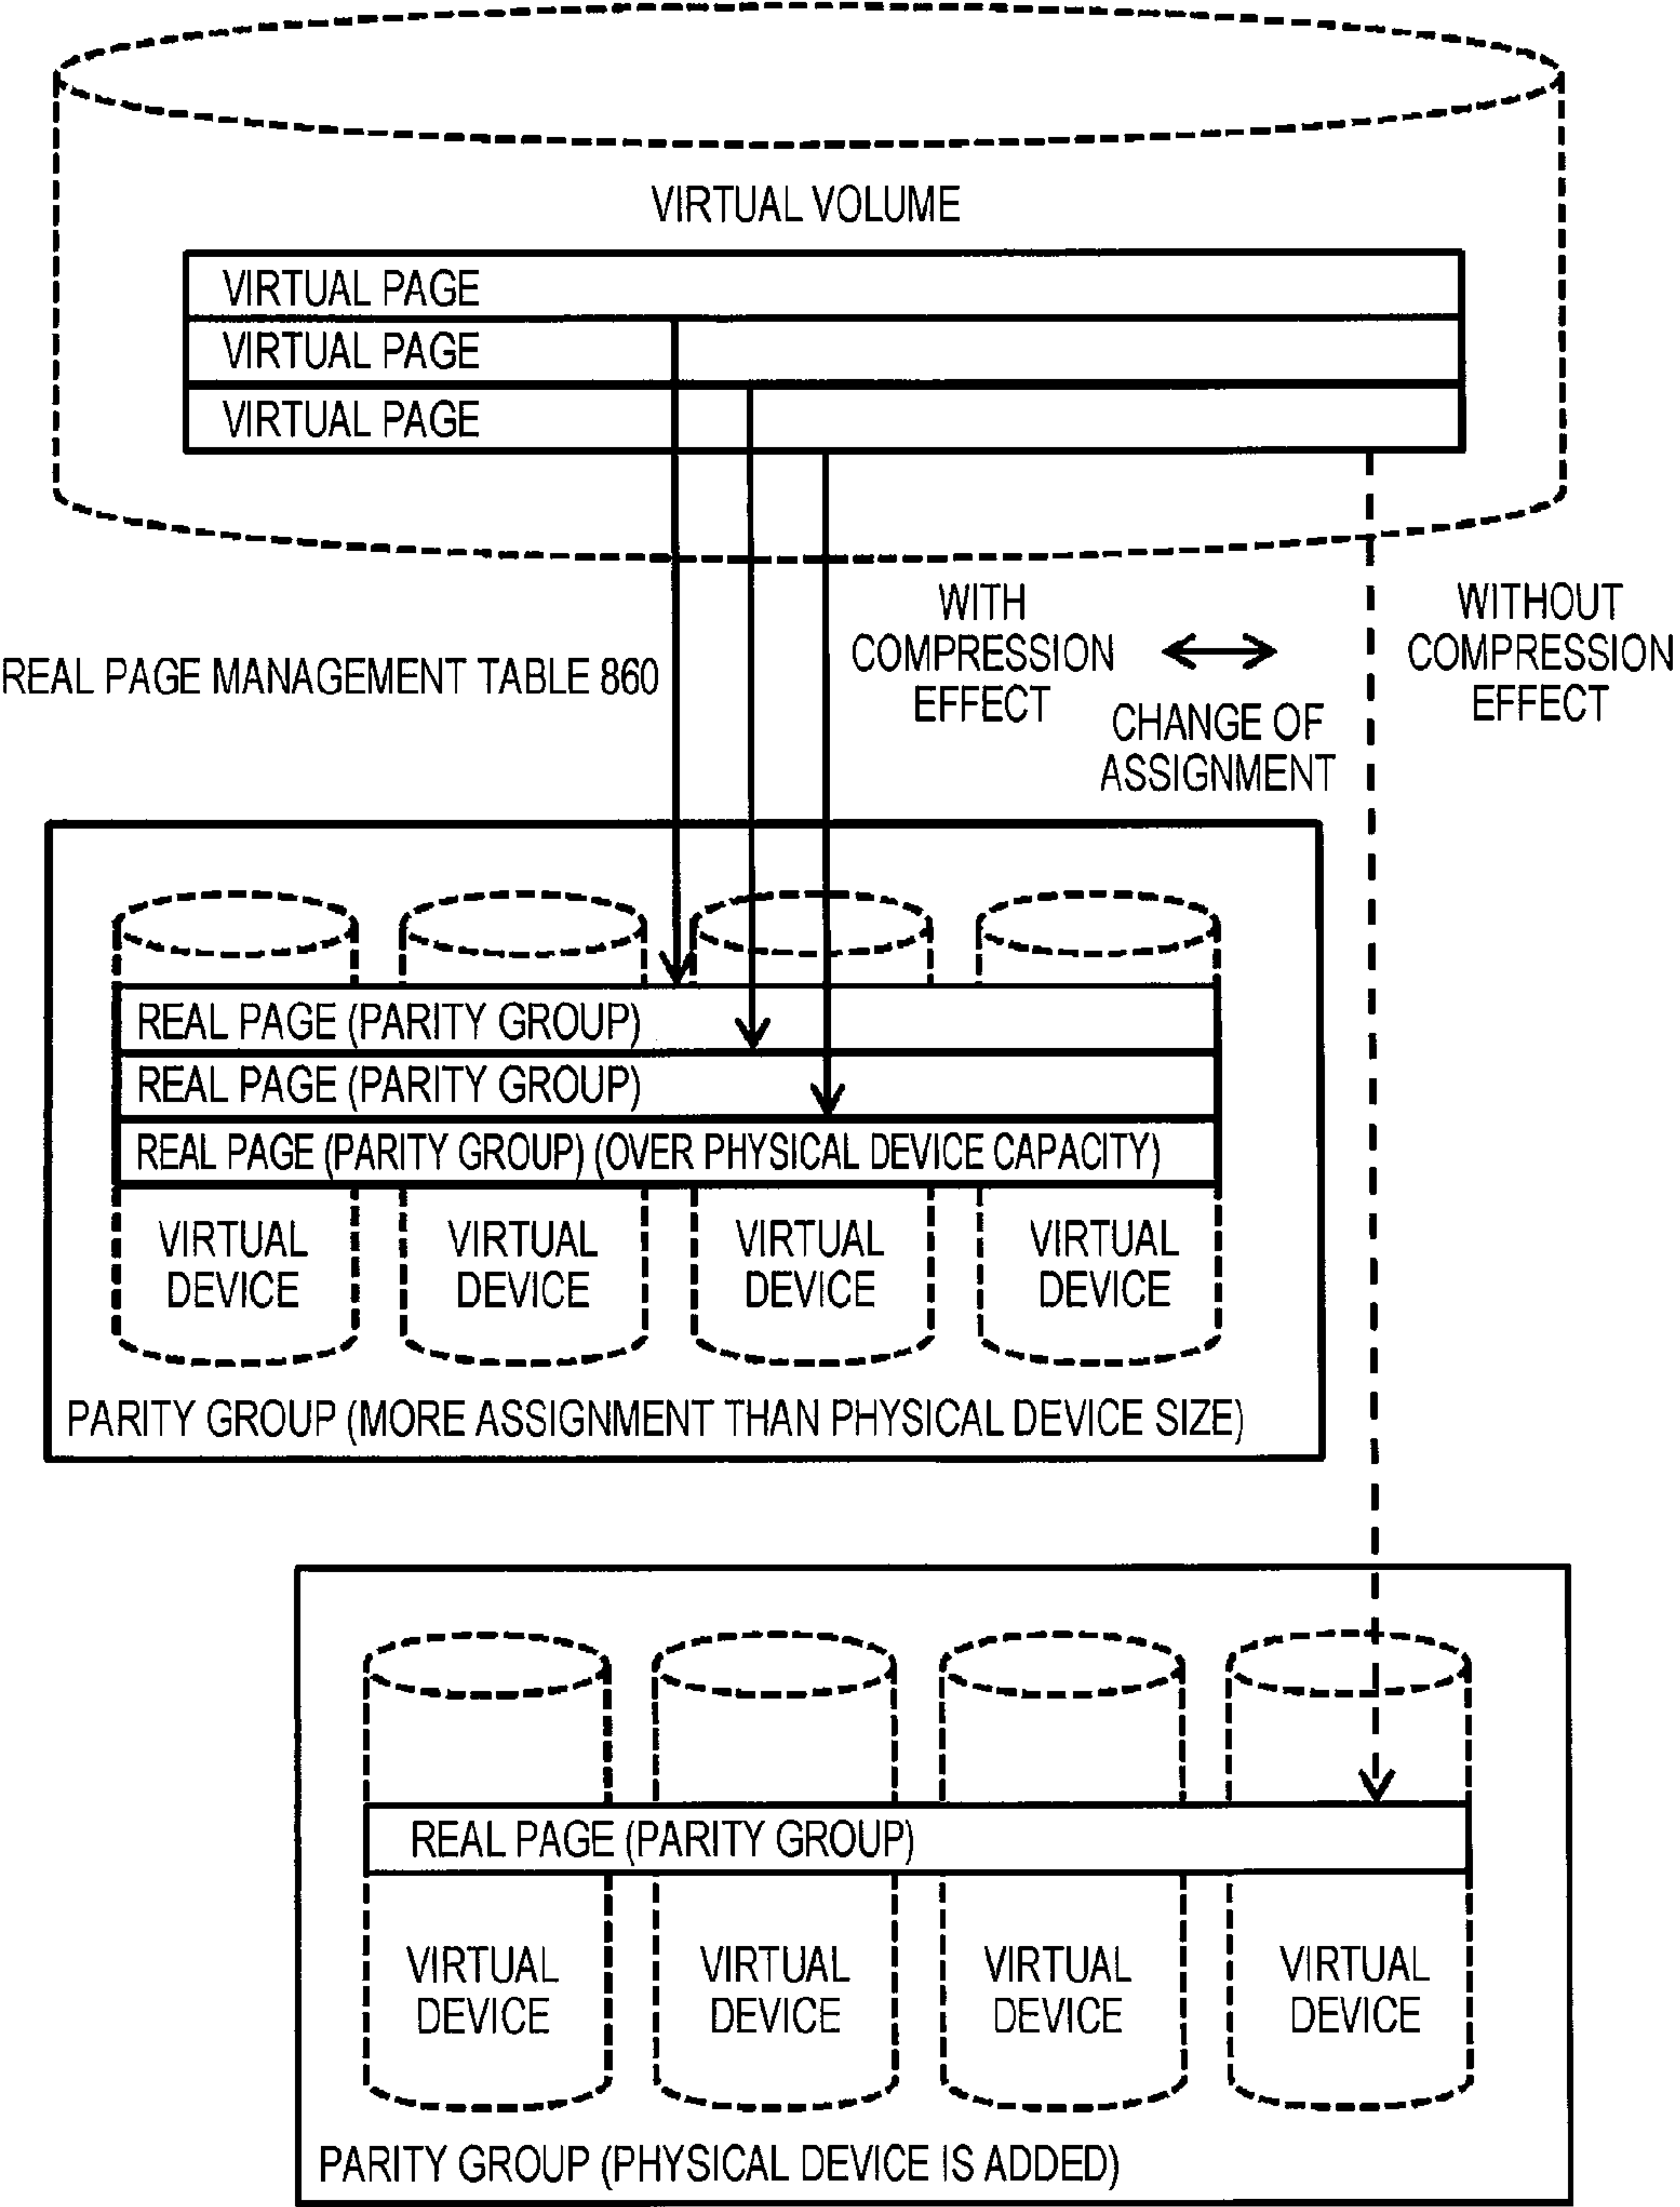 VIRTUAL VOLUME
VIRTUAL PAGE
VIRTUAL PAGE
VIRTUAL PAGE
REAL PAGE MANAGEMENT TABLE 860
WITH
COMPRESSION
EFFECT
CHANGE OF
ASSIGNMENT
WITHOUT
COMPRESSION
EFFECT
REAL PAGE (PARITY GROUP)
REAL PAGE (PARITY GROUP)
REAL PAGE (PARITY GROUP) (OVER PHYSICAL DEVICE CAPACITY)
VIRTUAL
DEVICE
VIRTUAL
DEVICE
VIRTUAL
DEVICE
VIRTUAL
DEVICE
PARITY GROUP (MORE ASSIGNMENT THAN PHYSICAL DEVICE SIZE)
REAL PAGE (PARITY GROUP)
VIRTUAL
DEVICE
VIRTUAL
DEVICE
VIRTUAL
DEVICE
VIRTUAL
DEVICE
PARITY GROUP (PHYSICAL DEVICE IS ADDED)